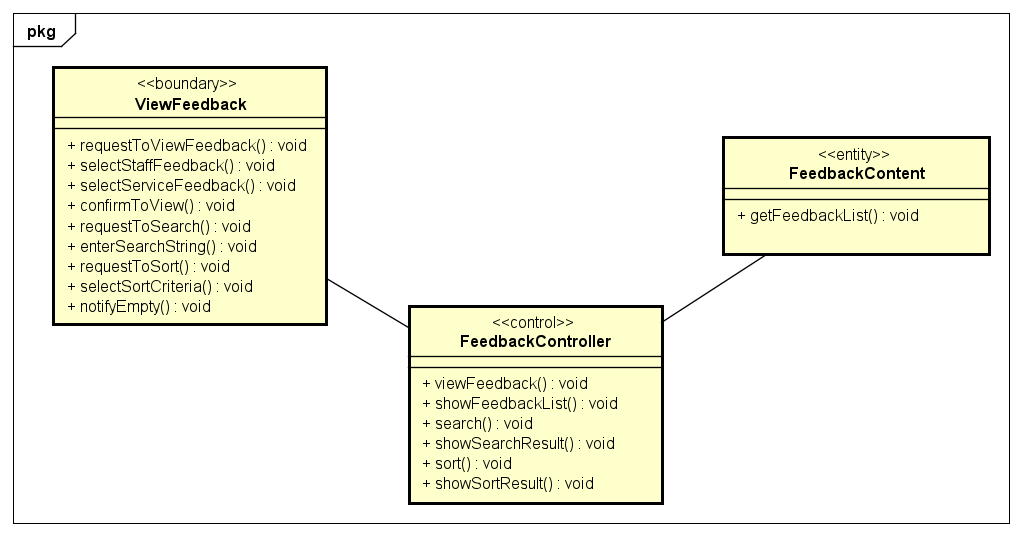 pkg
<<boundary>>
ViewFeedback
+ requestToViewFeedback() : void
+ selectStaffFeedback() : void
+ selectServiceFeedback() : void
+ confirmToView() : void
+ requestToSearch() : void
+ enterSearchString() : void
+ requestToSort() : void
+ selectSortCriteria() : void
+ notifyEmpty() : void
<<entity>>
FeedbackContent
+ getFeedbackList() : void
<<control>>
FeedbackController
+ viewFeedback() : void
+ showFeedbackList() : void
+ search() : void
+ showSearchResult() : void
+ sort() : void
+ showSortResult() : void